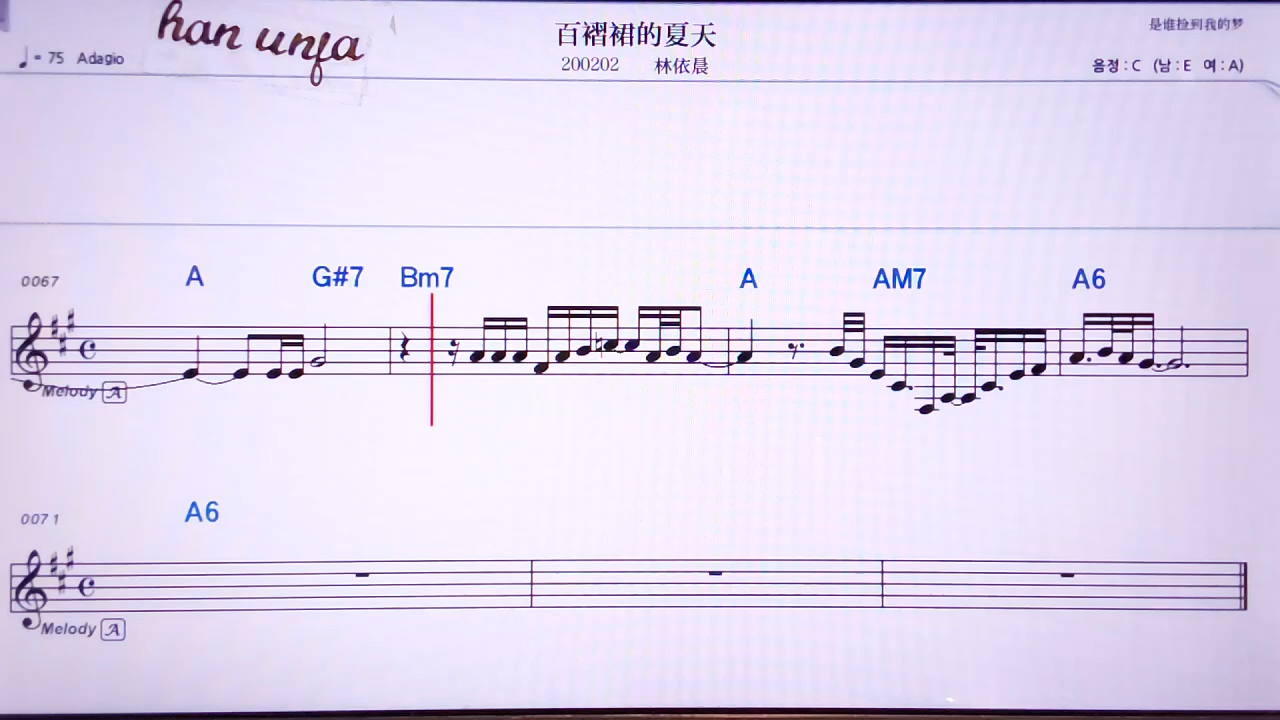 han unja
百褶裙的夏天
是谁捡到我的梦
♩ = 75 Adagio
200202 林依晨
음정 : C (남 : E 여 : A)
0067 A G#7 Bm7 A AM7 A6
Melody A
0071 A6
Melody A